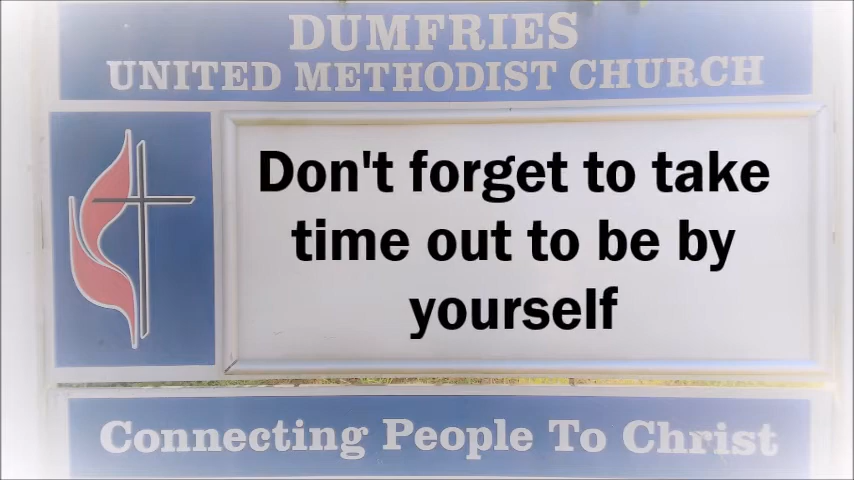 DUMFRIES
UNITED METHODIST CHURCH
Don't forget to take
time out to be by
yourself
Connecting People To Christ